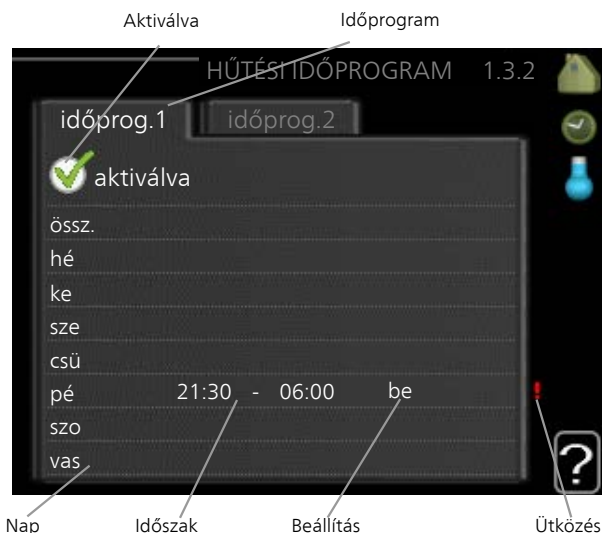 Aktiválva Időprogram
HŰTÉSI IDŐPROGRAM 1.3.2
időprog.1 időprog.2
aktiválva
össz.
hé
ke
sze
csü
pé 21:30 - 06:00 be !
szo
vas ?
Nap Időszak Beállítás Ütközés